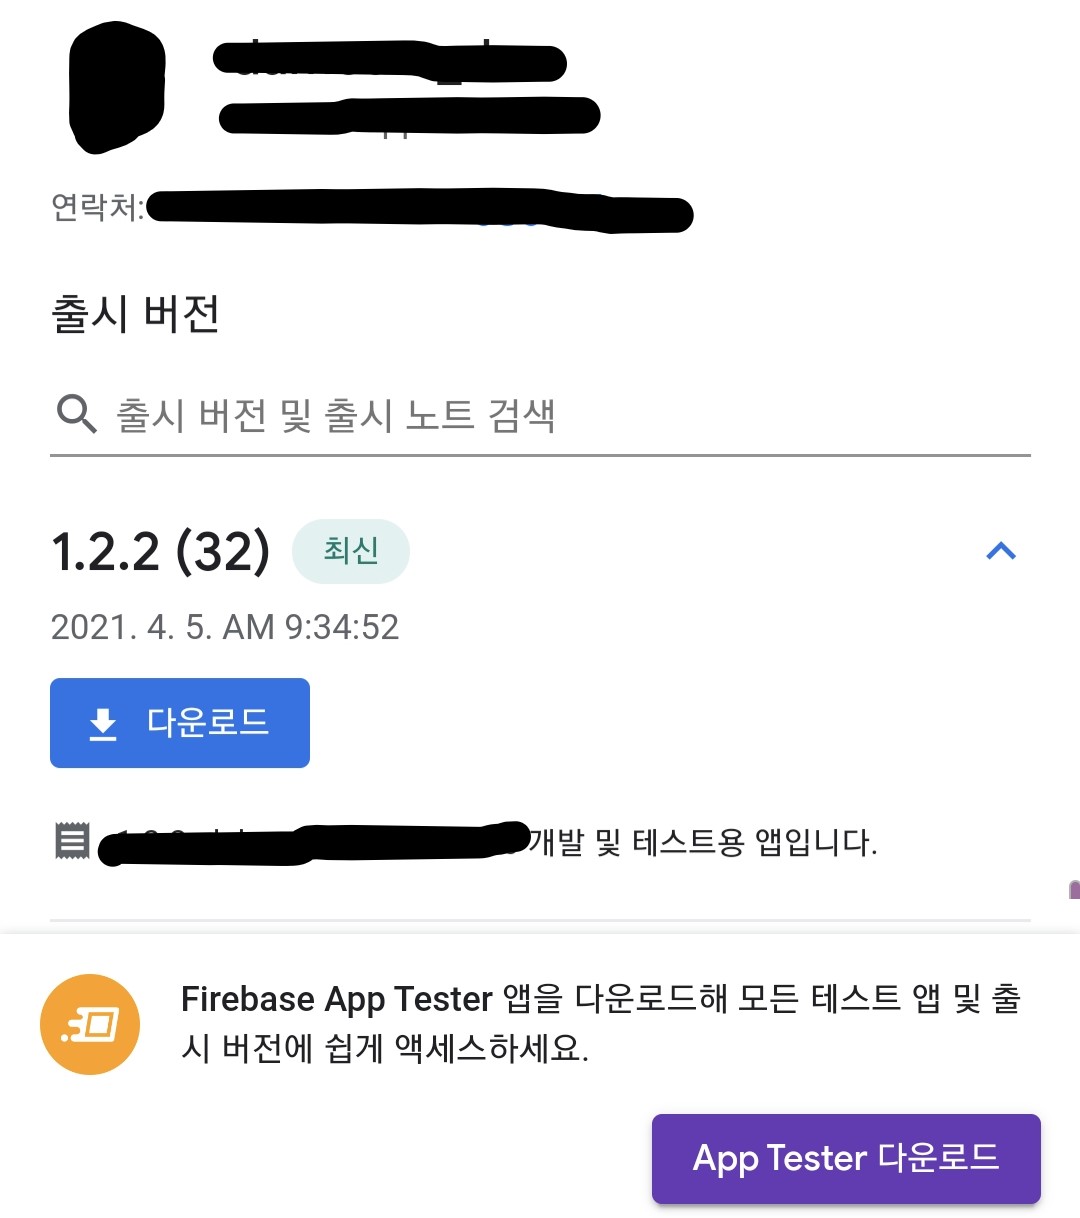 연락처:
출시 버전
출시 버전 및 출시 노트 검색
1.2.2 (32) 최신
2021. 4. 5. AM 9:34:52
다운로드
개발 및 테스트용 앱입니다.
Firebase App Tester 앱을 다운로드해 모든 테스트 앱 및 출
시 버전에 쉽게 액세스하세요.
App Tester 다운로드